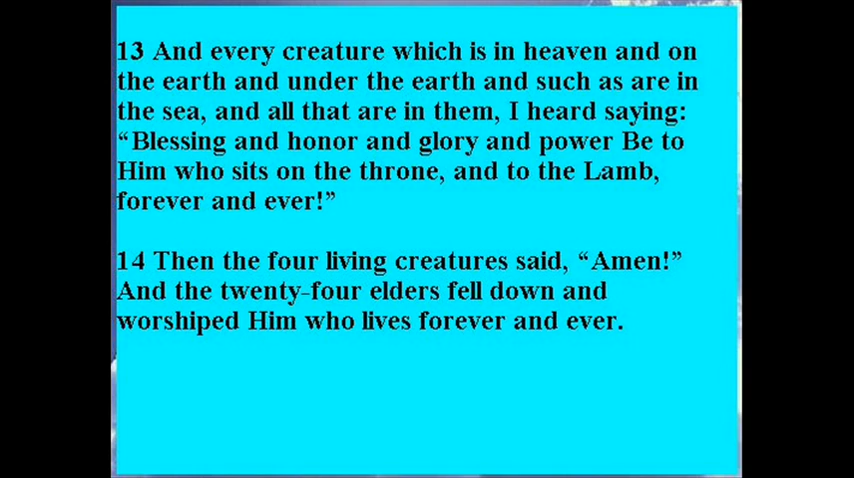 13 And every creature which is in heaven and on
the earth and under the earth and such as are in
the sea, and all that are in them, I heard saying:
“Blessing and honor and glory and power Be to
Him who sits on the throne, and to the Lamb,
forever and ever!”
14 Then the four living creatures said, “Amen!”
And the twenty-four elders fell down and
worshiped Him who lives forever and ever.